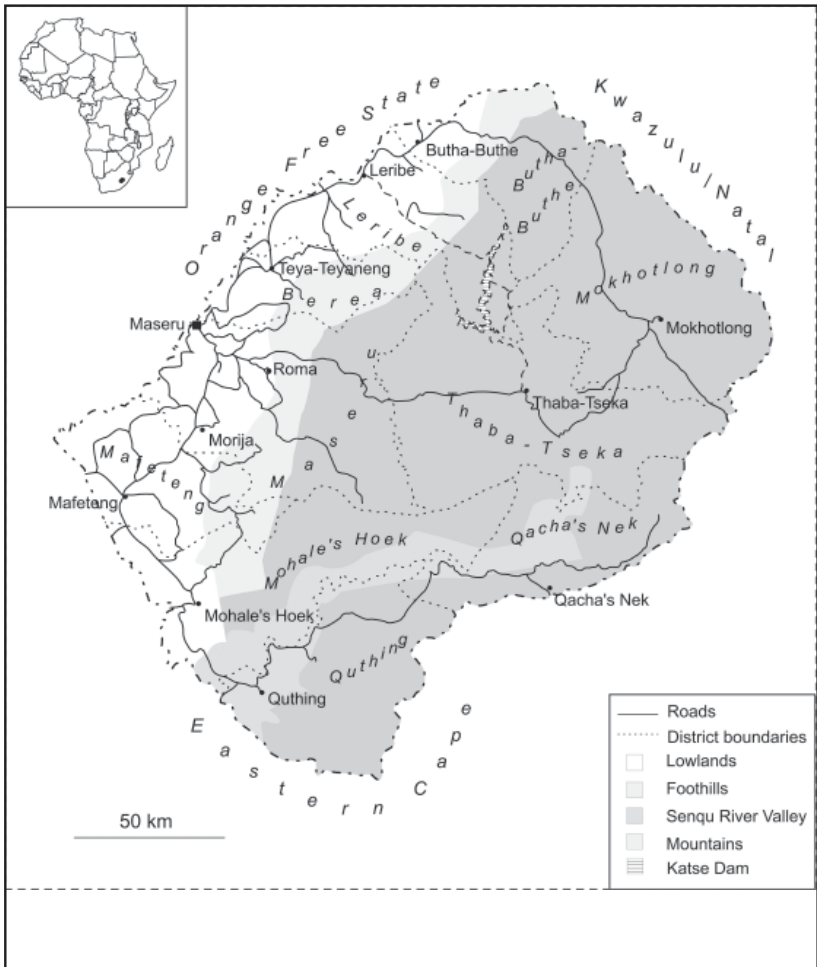 Orange Free State
Kwazulu/Natal
Butha-Buthe
Butha-Buthe
Leribe
Leribe
Teya-Teyaneng
Berea
Mokhotlong
Mokhotlong
Maseru
Maseru
Roma
Thaba-Tseka
Thaba-Tseka
Morija
Mafeteng
Mafeteng
Qacha's Nek
Mohale's Hoek
Qacha's Nek
Mohale's Hoek
Quthing
Quthing
Eastern Cape
50 km
Roads
District boundaries
Lowlands
Foothills
Senqu River Valley
Mountains
Katse Dam